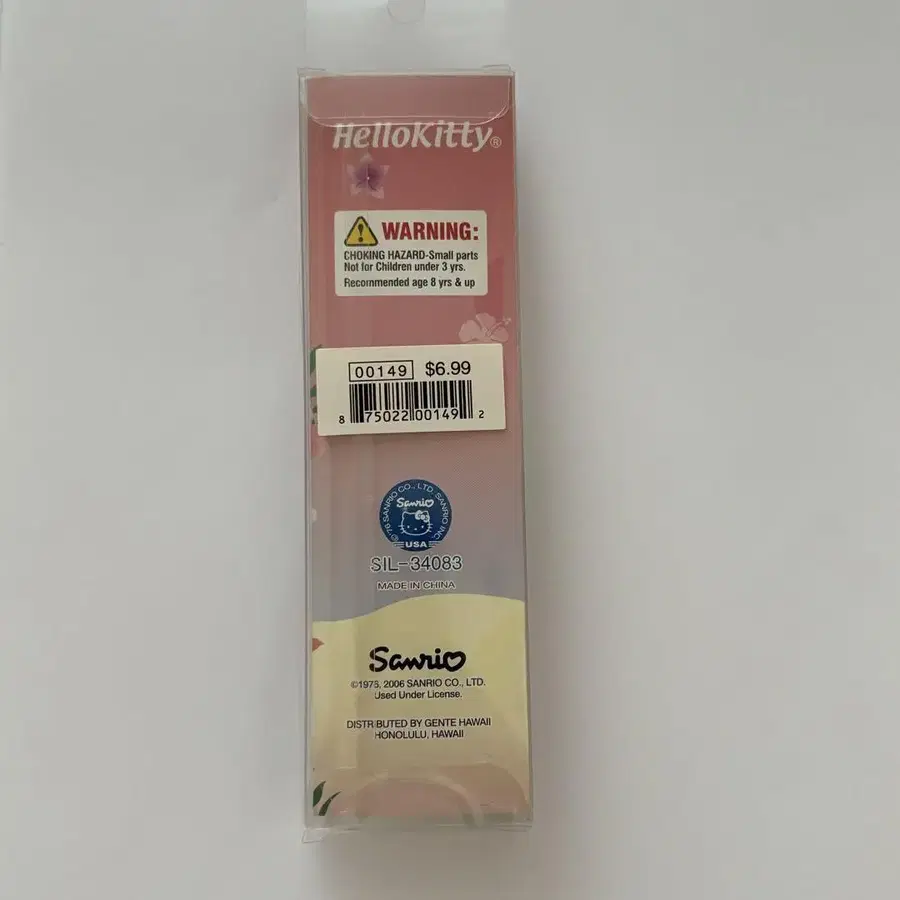 HelloKitty®
WARNING:
CHOKING HAZARD-Small parts
Not for Children under 3 yrs.
Recommended age 8 yrs & up
00149 $6.99
8 75022 00149 2
©'76 SANRIO CO., LTD. SANRIO INC.
Sanrio
USA
SIL-34083
MADE IN CHINA
Sanrio
©1976, 2006 SANRIO CO., LTD.
Used Under License.
DISTRIBUTED BY GENTE HAWAII
HONOLULU, HAWAII